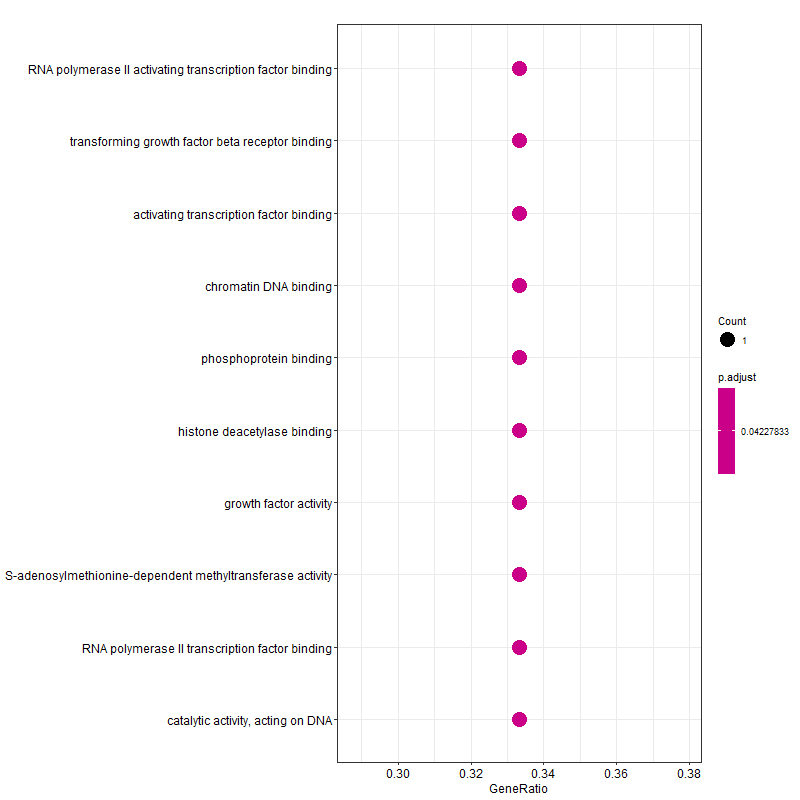 RNA polymerase II activating transcription factor binding
transforming growth factor beta receptor binding
activating transcription factor binding
chromatin DNA binding
phosphoprotein binding
histone deacetylase binding
growth factor activity
S-adenosylmethionine-dependent methyltransferase activity
RNA polymerase II transcription factor binding
catalytic activity, acting on DNA
0.30 0.32 0.34 0.36 0.38
GeneRatio
Count
1
p.adjust
0.04227833